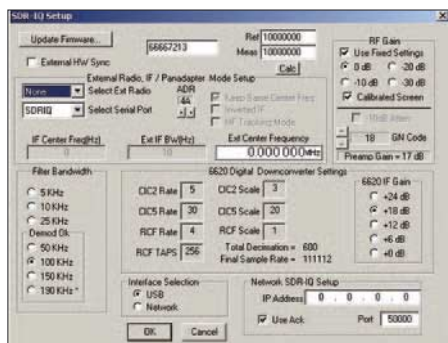 SDR-IQ Setup
Update Firmware...
66667213
Ref 10000000
Meas 10000000
Calc
External HW Sync
RF Gain
Use Fixed Settings
0 dB -20 dB
-10 dB -30 dB
Calibrated Screen
18 GN Code
Preamp Gain = 17 dB
External Radio, IF / Panadapter Mode Setup
None Select Ext Radio
ADR
4A
SDRIQ Select Serial Port
Keep Same Center Freq
Inverted IF
HF Tracking Mode
IF Center Freq(Hz)
0
Ext IF BW(Hz)
10
Ext Center Frequency
0.000 000 MHz
Filter Bandwidth
5 KHz
10 KHz
25 KHz
Demod Ok
50 KHz
100 KHz
150 KHz
190 KHz *
6620 Digital Downconverter Settings
CIC2 Rate 5 CIC2 Scale 3
CIC5 Rate 30 CIC5 Scale 20
RCF Rate 4 RCF Scale 1
RCF TAPS 256
Total Decimation = 600
Final Sample Rate = 111112
6620 IF Gain
+24 dB
+18 dB
+12 dB
+6 dB
+0 dB
Interface Selection
USB
Network
Network SDR-IQ Setup
IP Address 0 . 0 . 0 . 0
Use Ack Port 50000
OK Cancel